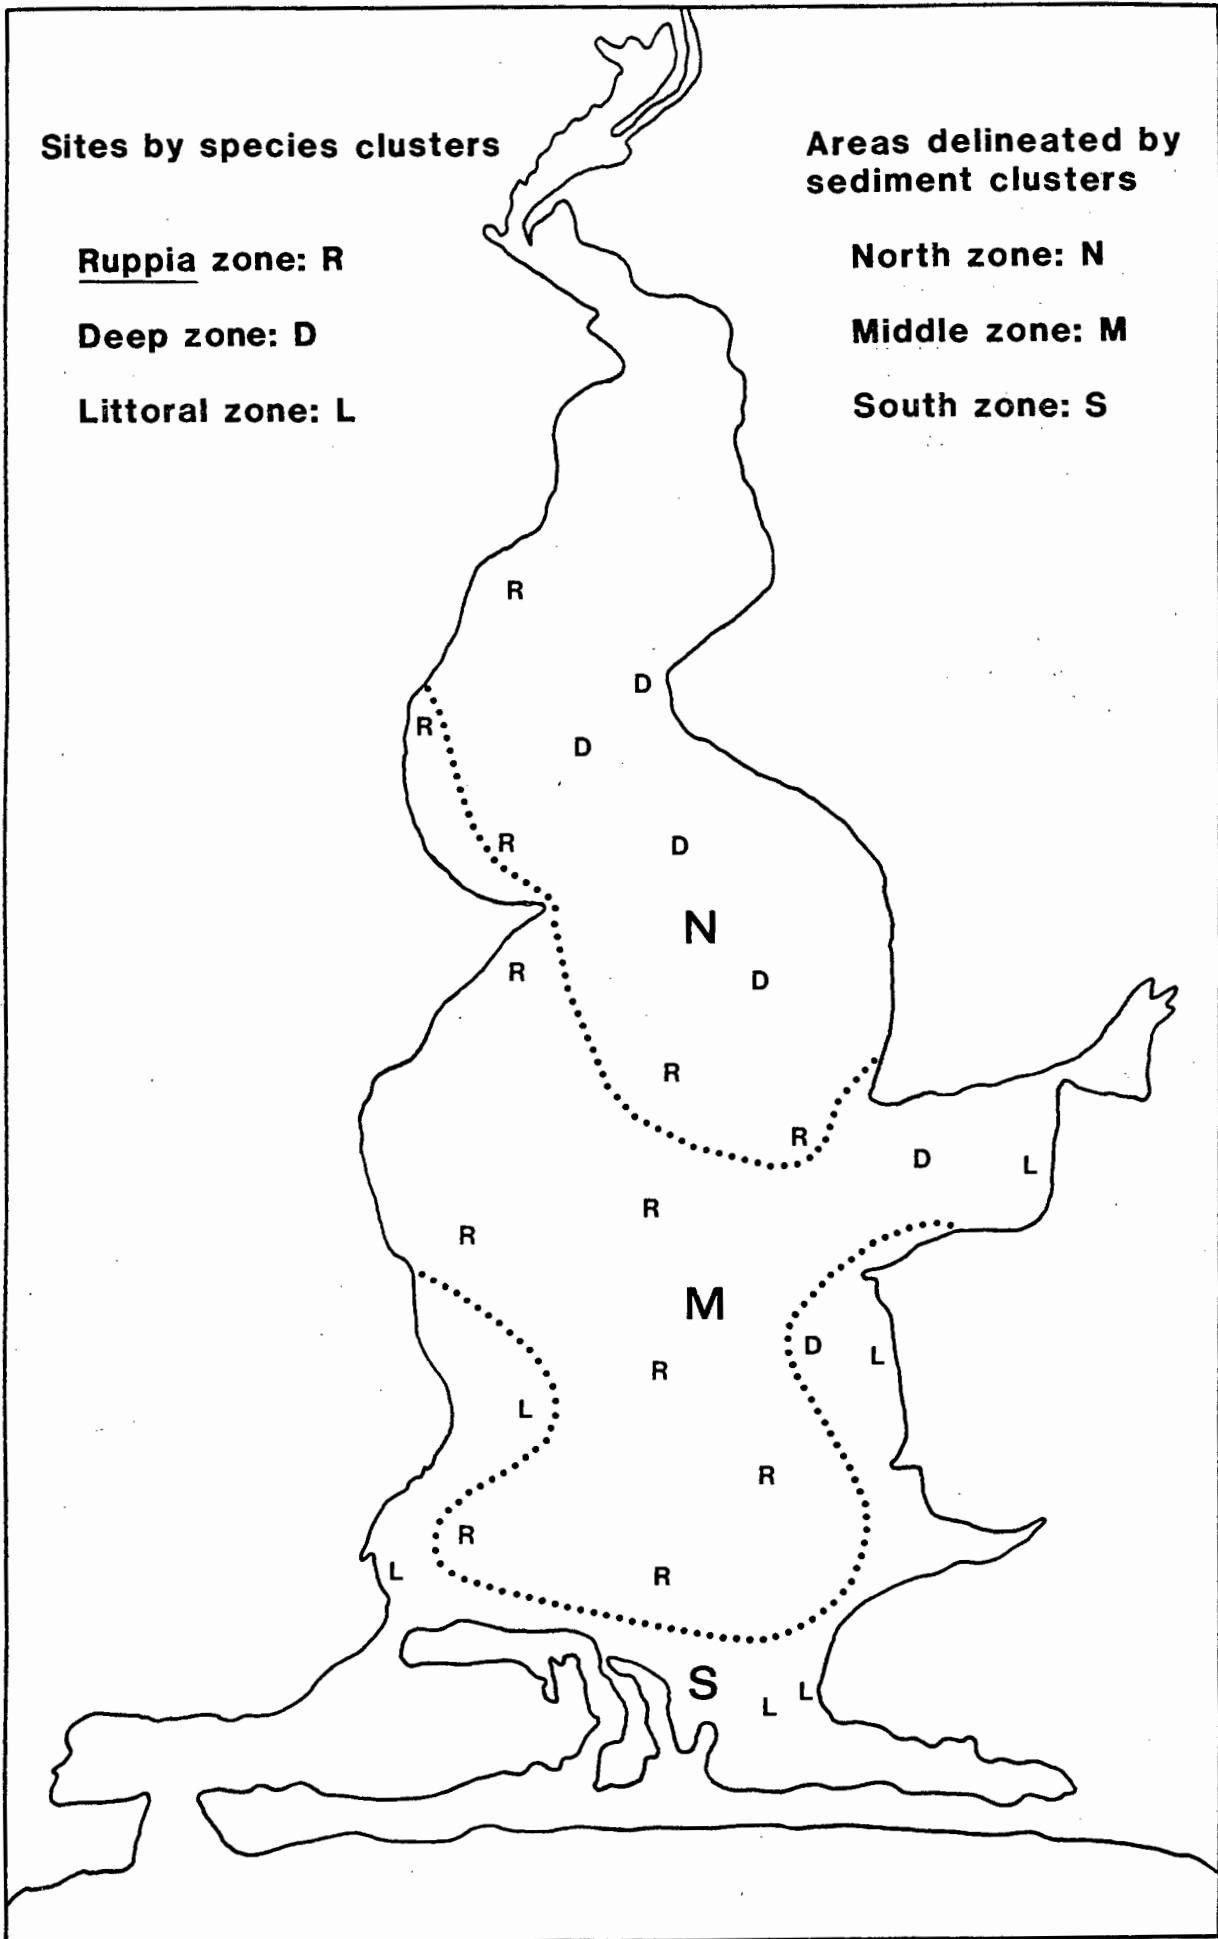 Sites by species clusters
Ruppia zone: R
Deep zone: D
Littoral zone: L
Areas delineated by
sediment clusters
North zone: N
Middle zone: M
South zone: S
R
D
R
D
R
D
N
R
D
R
R
D
L
R
R
M
D
L
R
L
R
R
L
R
S
L
L